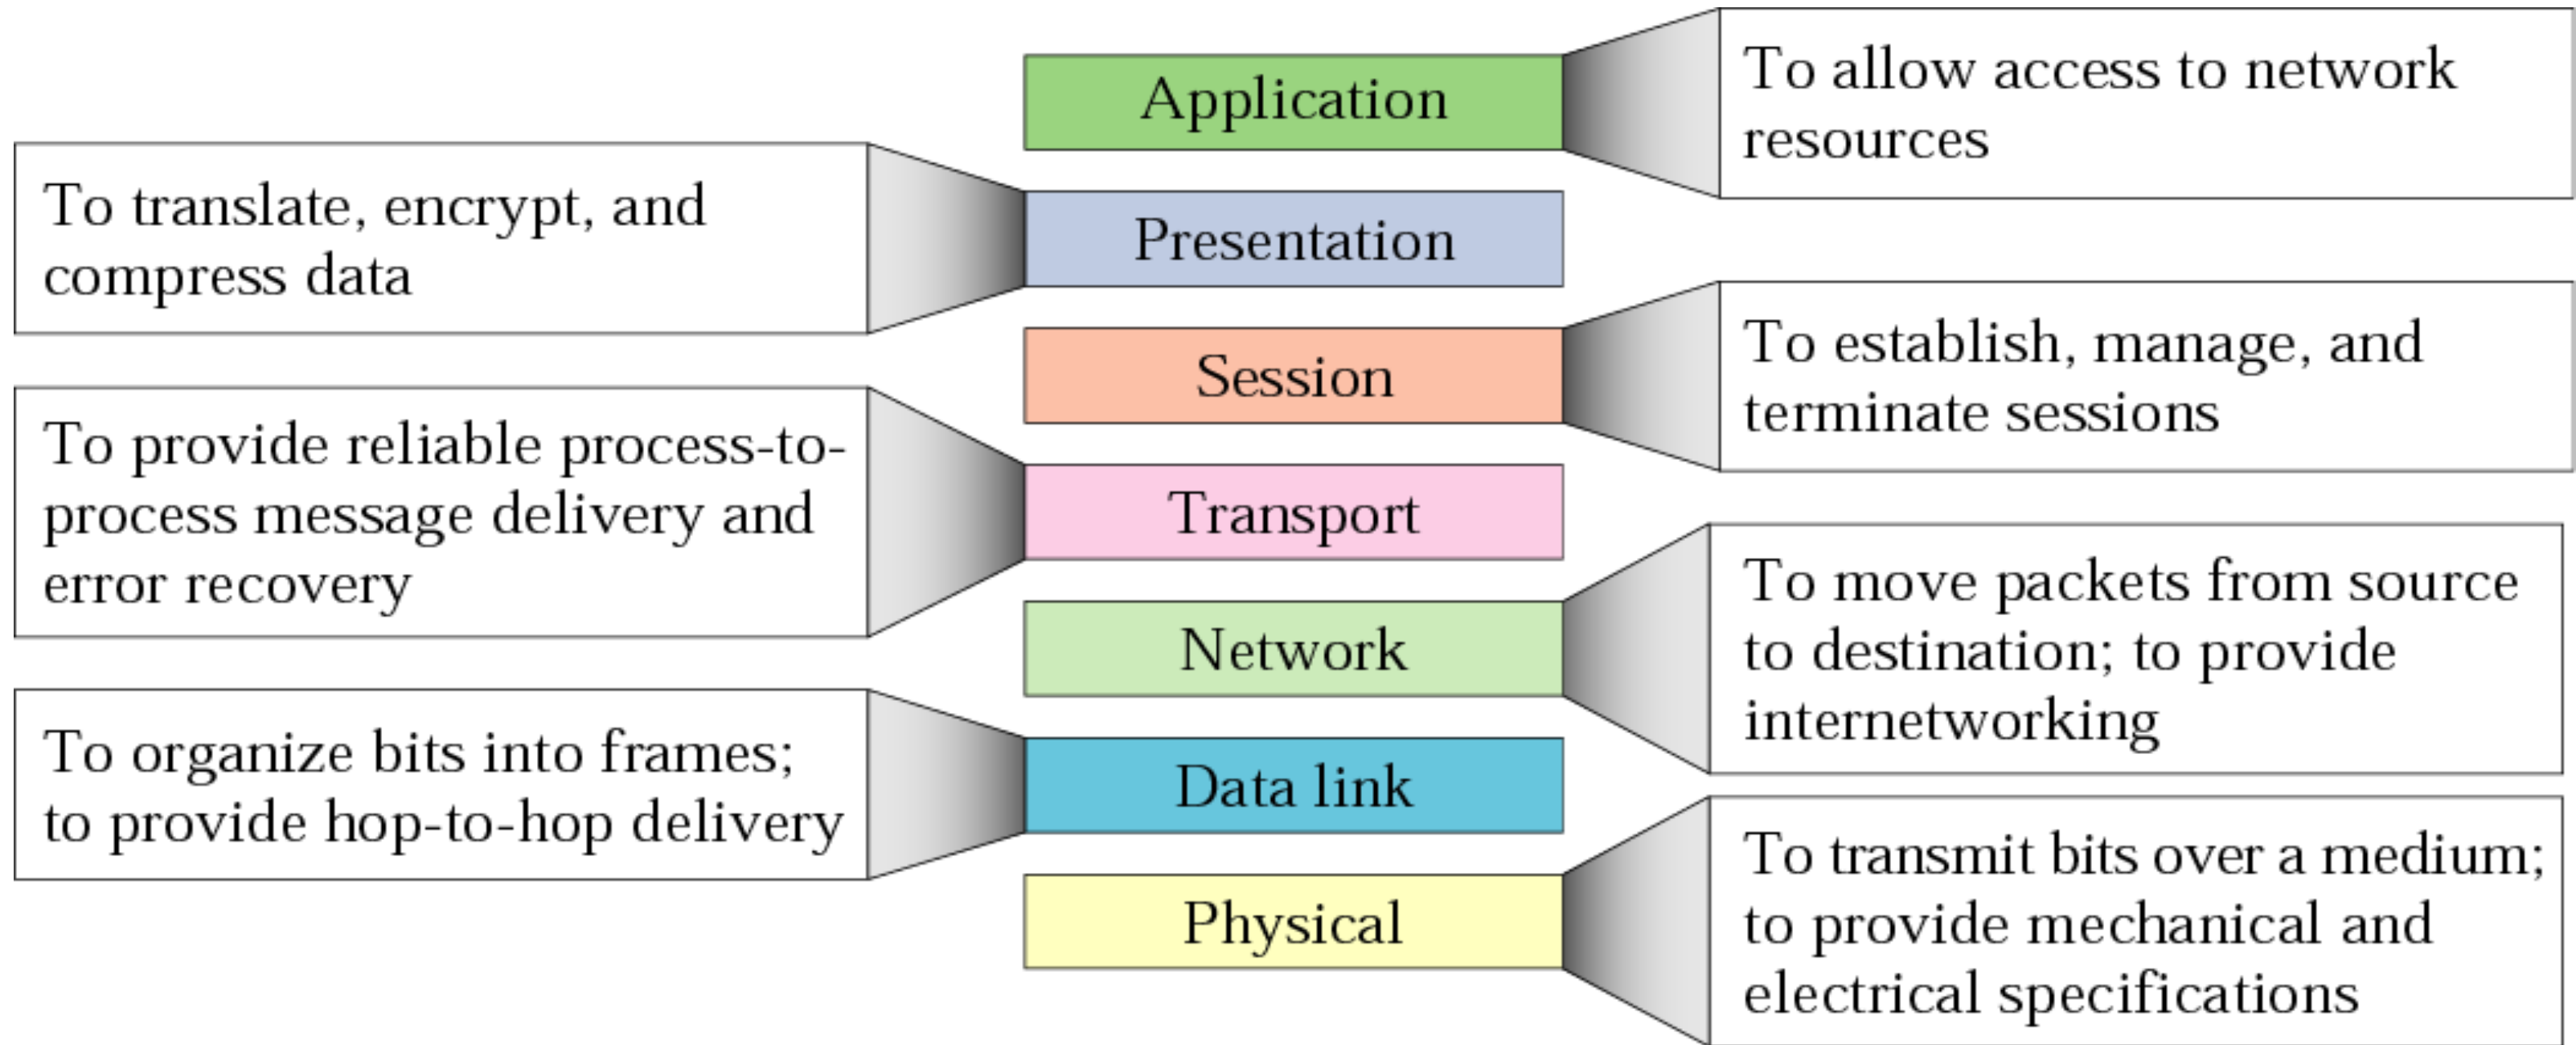 Application
To allow access to network
resources
To translate, encrypt, and
compress data
Presentation
Session
To establish, manage, and
terminate sessions
To provide reliable process-to-
process message delivery and
error recovery
Transport
Network
To move packets from source
to destination; to provide
internetworking
To organize bits into frames;
to provide hop-to-hop delivery
Data link
Physical
To transmit bits over a medium;
to provide mechanical and
electrical specifications